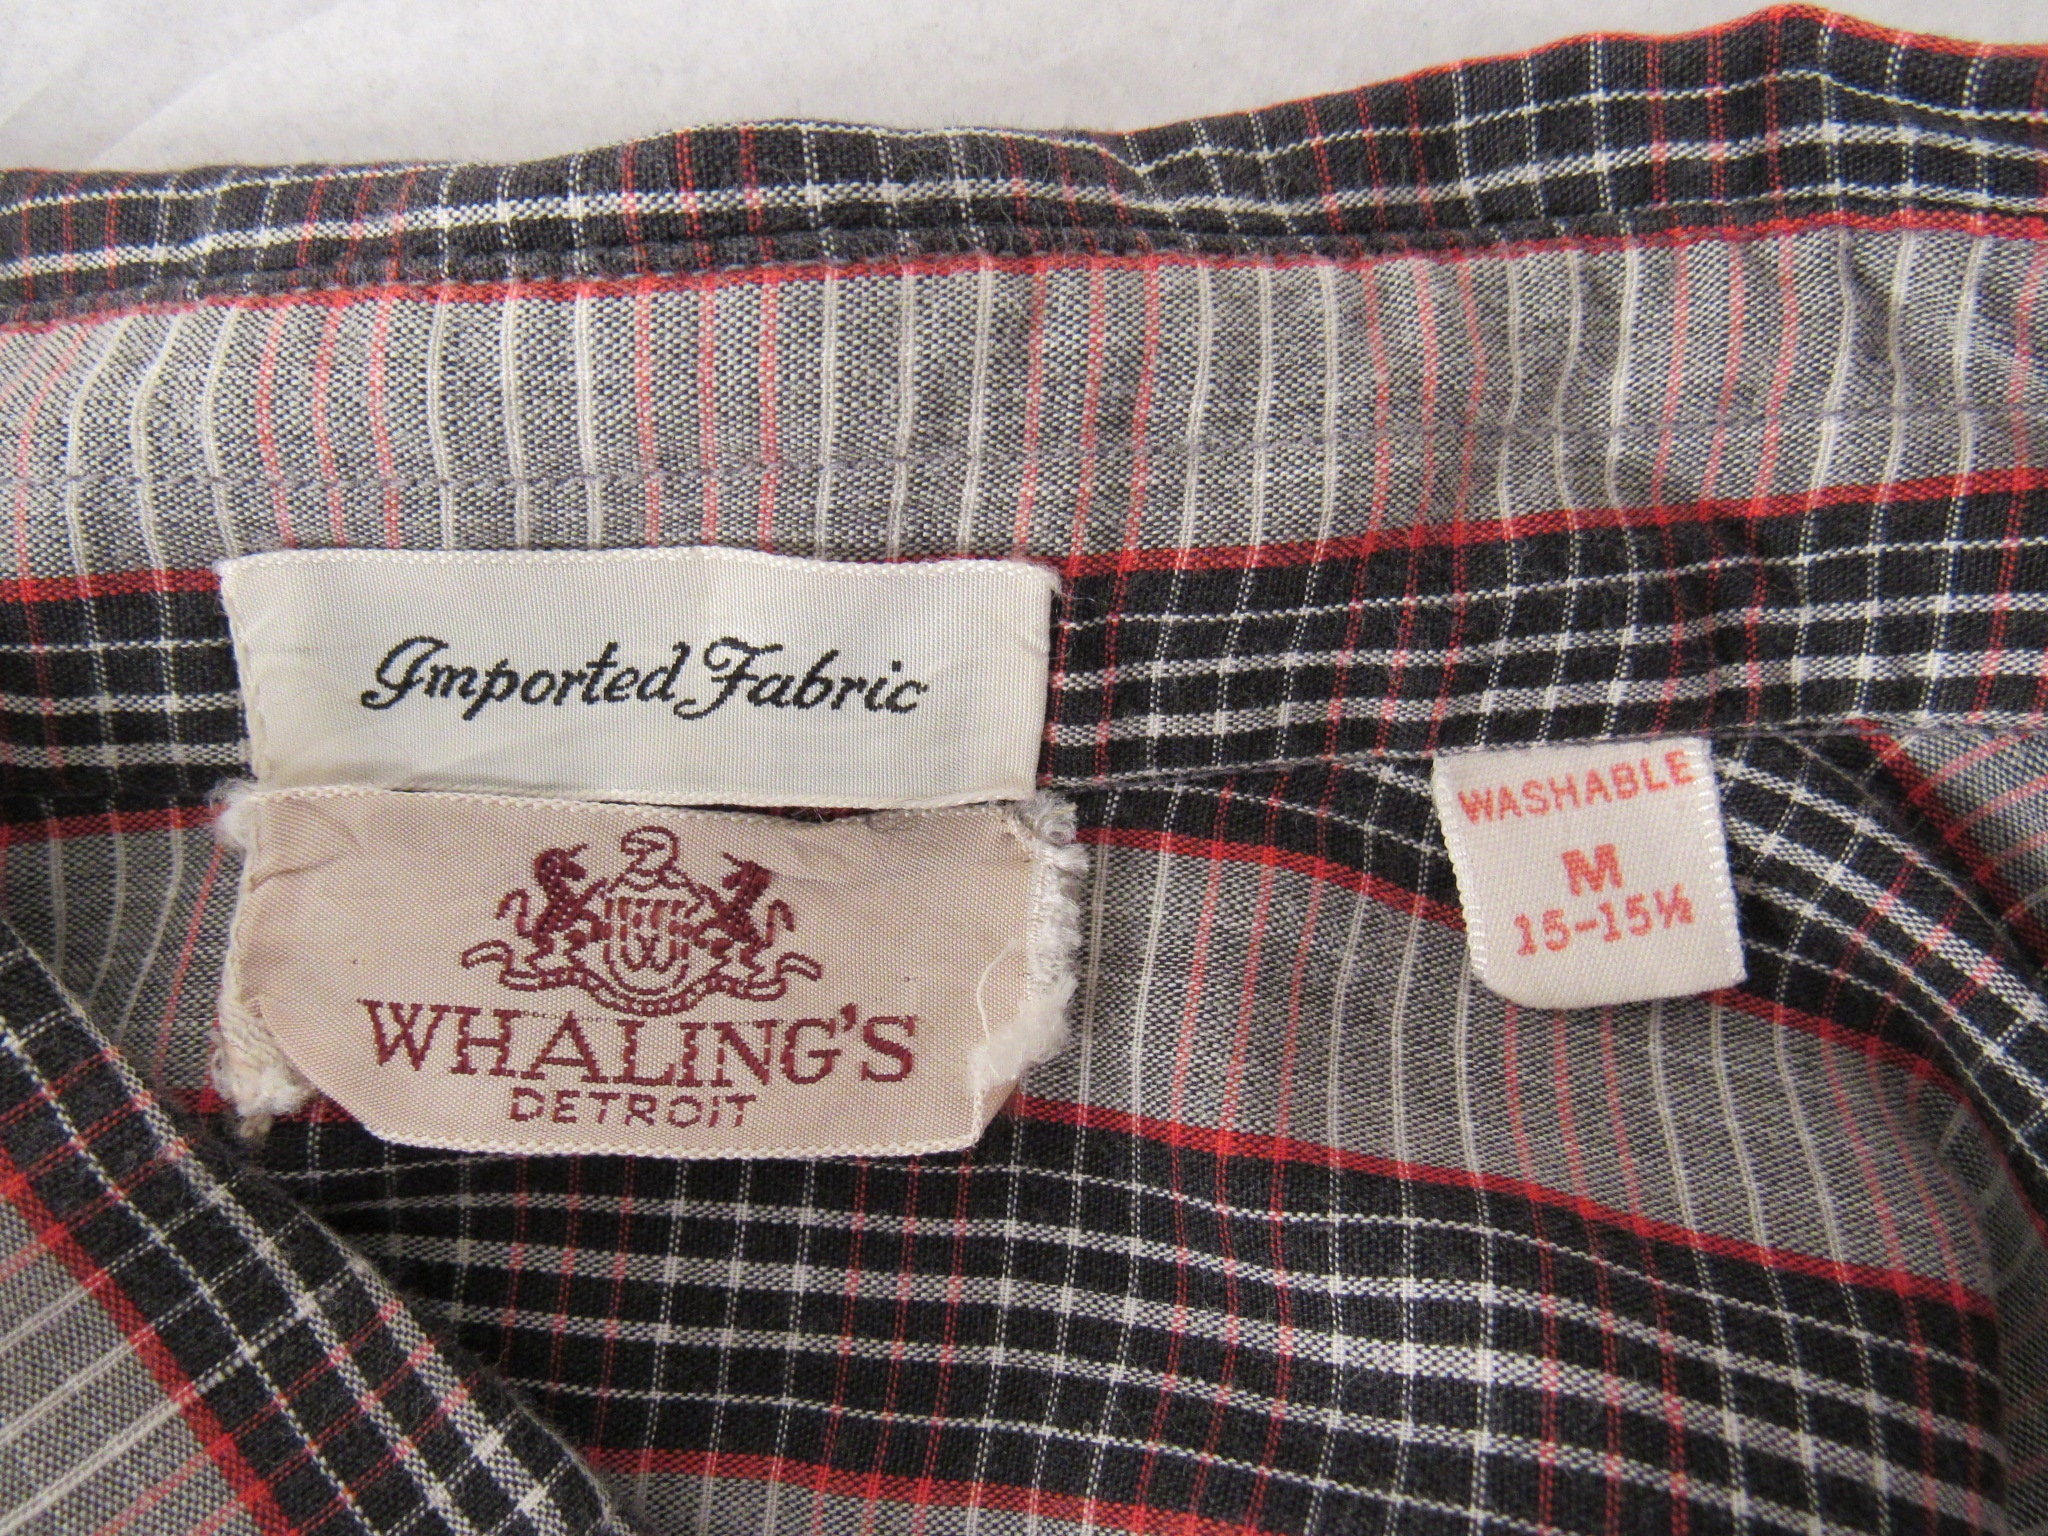 Imported Fabric
W
WHALING'S
DETROIT
WASHABLE
M
15-15½